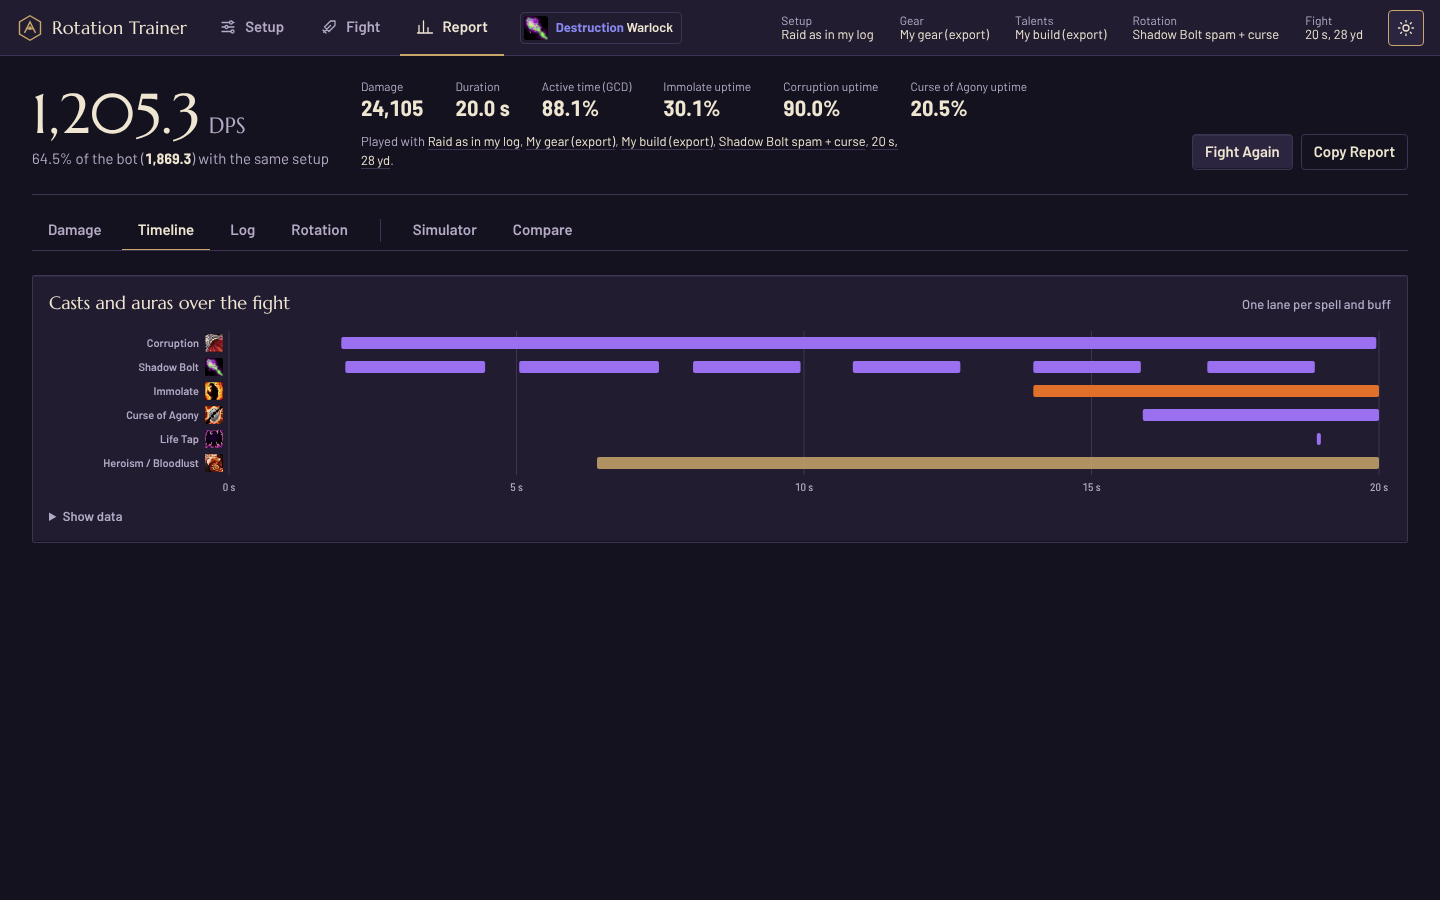 Rotation Trainer
Setup
Fight
Report
Destruction Warlock
Setup
Raid as in my log
Gear
My gear (export)
Talents
My build (export)
Rotation
Shadow Bolt spam + curse
Fight
20 s, 28 yd
1,205.3 DPS
64.5% of the bot (1,869.3) with the same setup
Damage
24,105
Duration
20.0 s
Active time (GCD)
88.1%
Immolate uptime
30.1%
Corruption uptime
90.0%
Curse of Agony uptime
20.5%
Played with Raid as in my log, My gear (export), My build (export), Shadow Bolt spam + curse, 20 s,
28 yd.
Fight Again
Copy Report
Damage
Timeline
Log
Rotation
Simulator
Compare
Casts and auras over the fight
One lane per spell and buff
Corruption
Shadow Bolt
Immolate
Curse of Agony
Life Tap
Heroism / Bloodlust
0 s
5 s
10 s
15 s
20 s
Show data